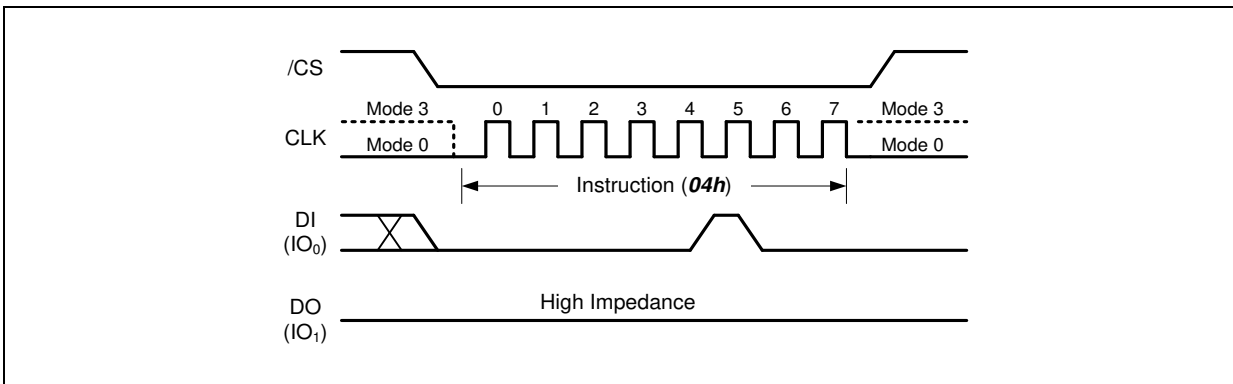 /CS
Mode 3 0 1 2 3 4 5 6 7 Mode 3
CLK
Mode 0 Mode 0
Instruction (04h)
DI
(IO₀)
High Impedance
DO
(IO₁)